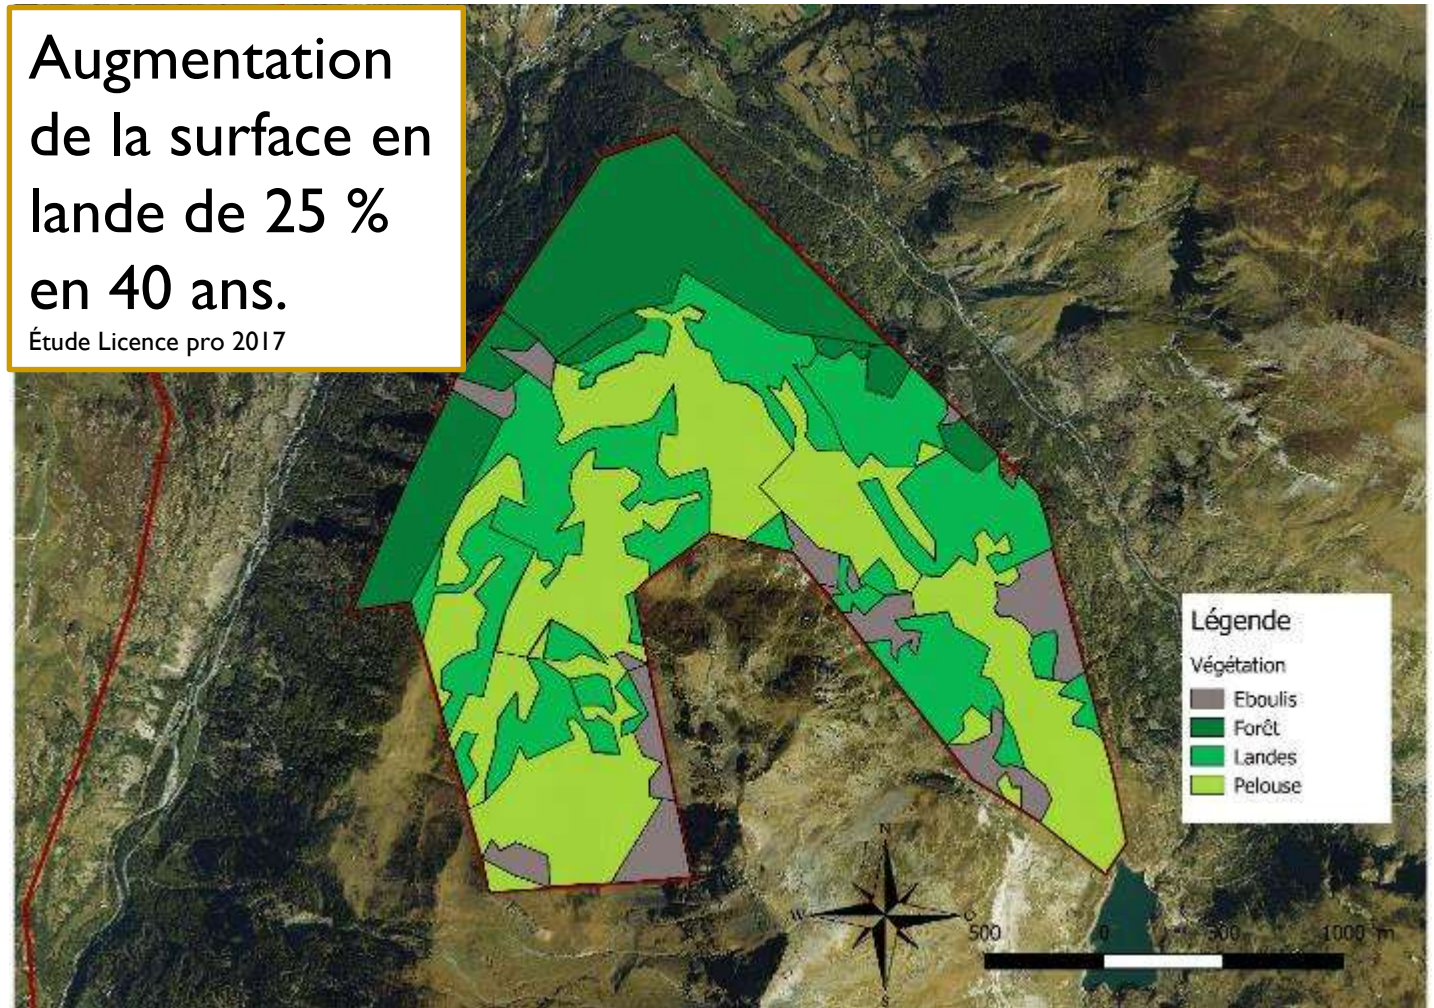 Augmentation
de la surface en
lande de 25 %
en 40 ans.
Étude Licence pro 2017
Légende
Végétation
Eboulis
Forêt
Landes
Pelouse
N
W
O
S
500 0 500 1000 m